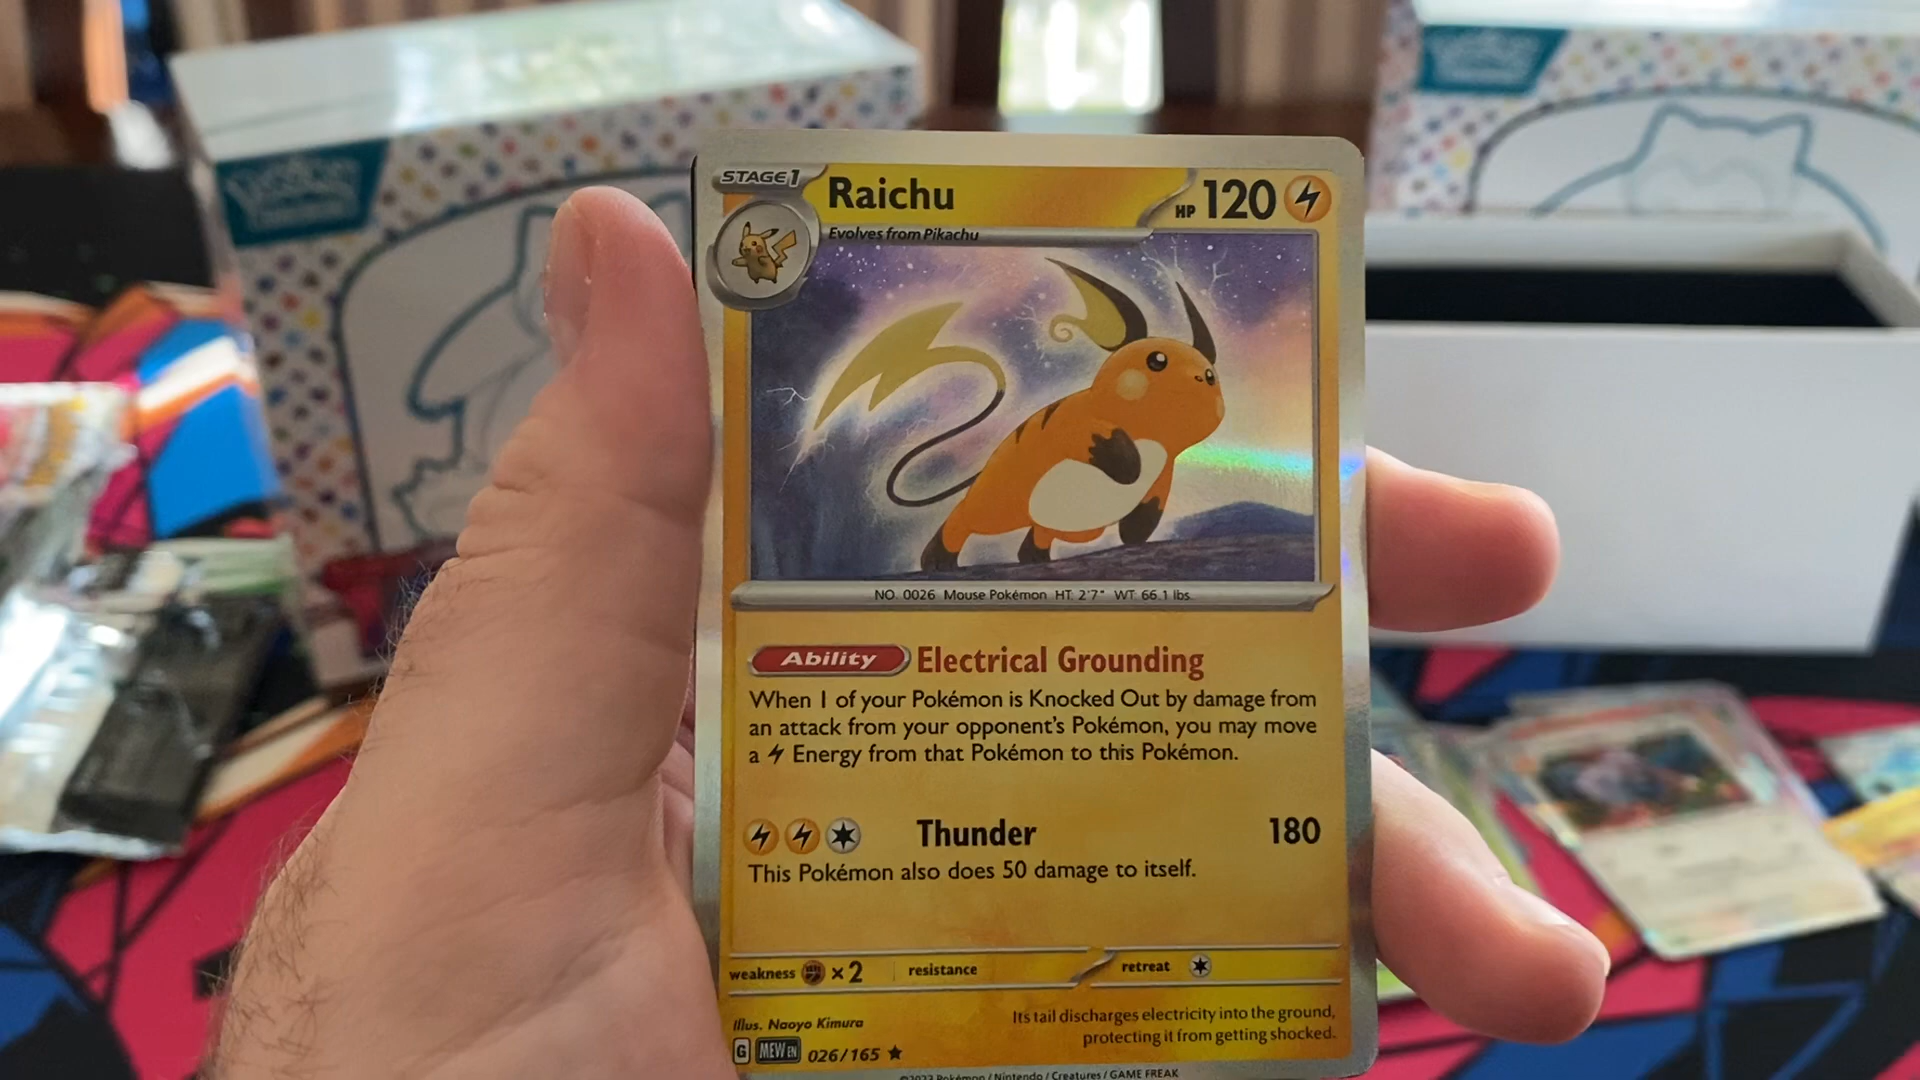 STAGE1
Raichu
HP 120
Evolves from Pikachu
NO. 0026 Mouse Pokémon HT: 2'7" WT: 66.1 lbs.
Ability Electrical Grounding
When 1 of your Pokémon is Knocked Out by damage from
an attack from your opponent's Pokémon, you may move
a Energy from that Pokémon to this Pokémon.
Thunder 180
This Pokémon also does 50 damage to itself.
weakness ×2 resistance retreat
Illus. Naoyo Kimura
Its tail discharges electricity into the ground,
protecting it from getting shocked.
G MEW EN 026/165 ★
©2023 Pokémon / Nintendo / Creatures / GAME FREAK